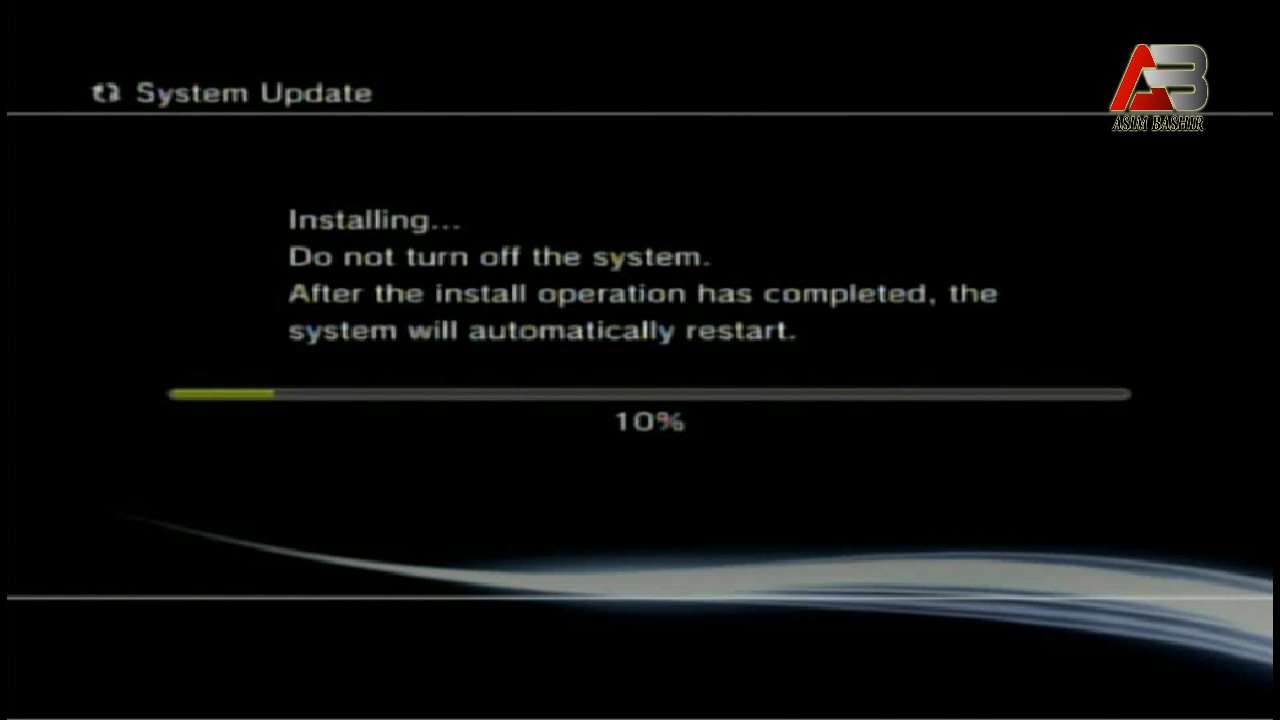 System Update
AB
ASIM BASHIR
Installing...
Do not turn off the system.
After the install operation has completed, the
system will automatically restart.
10%